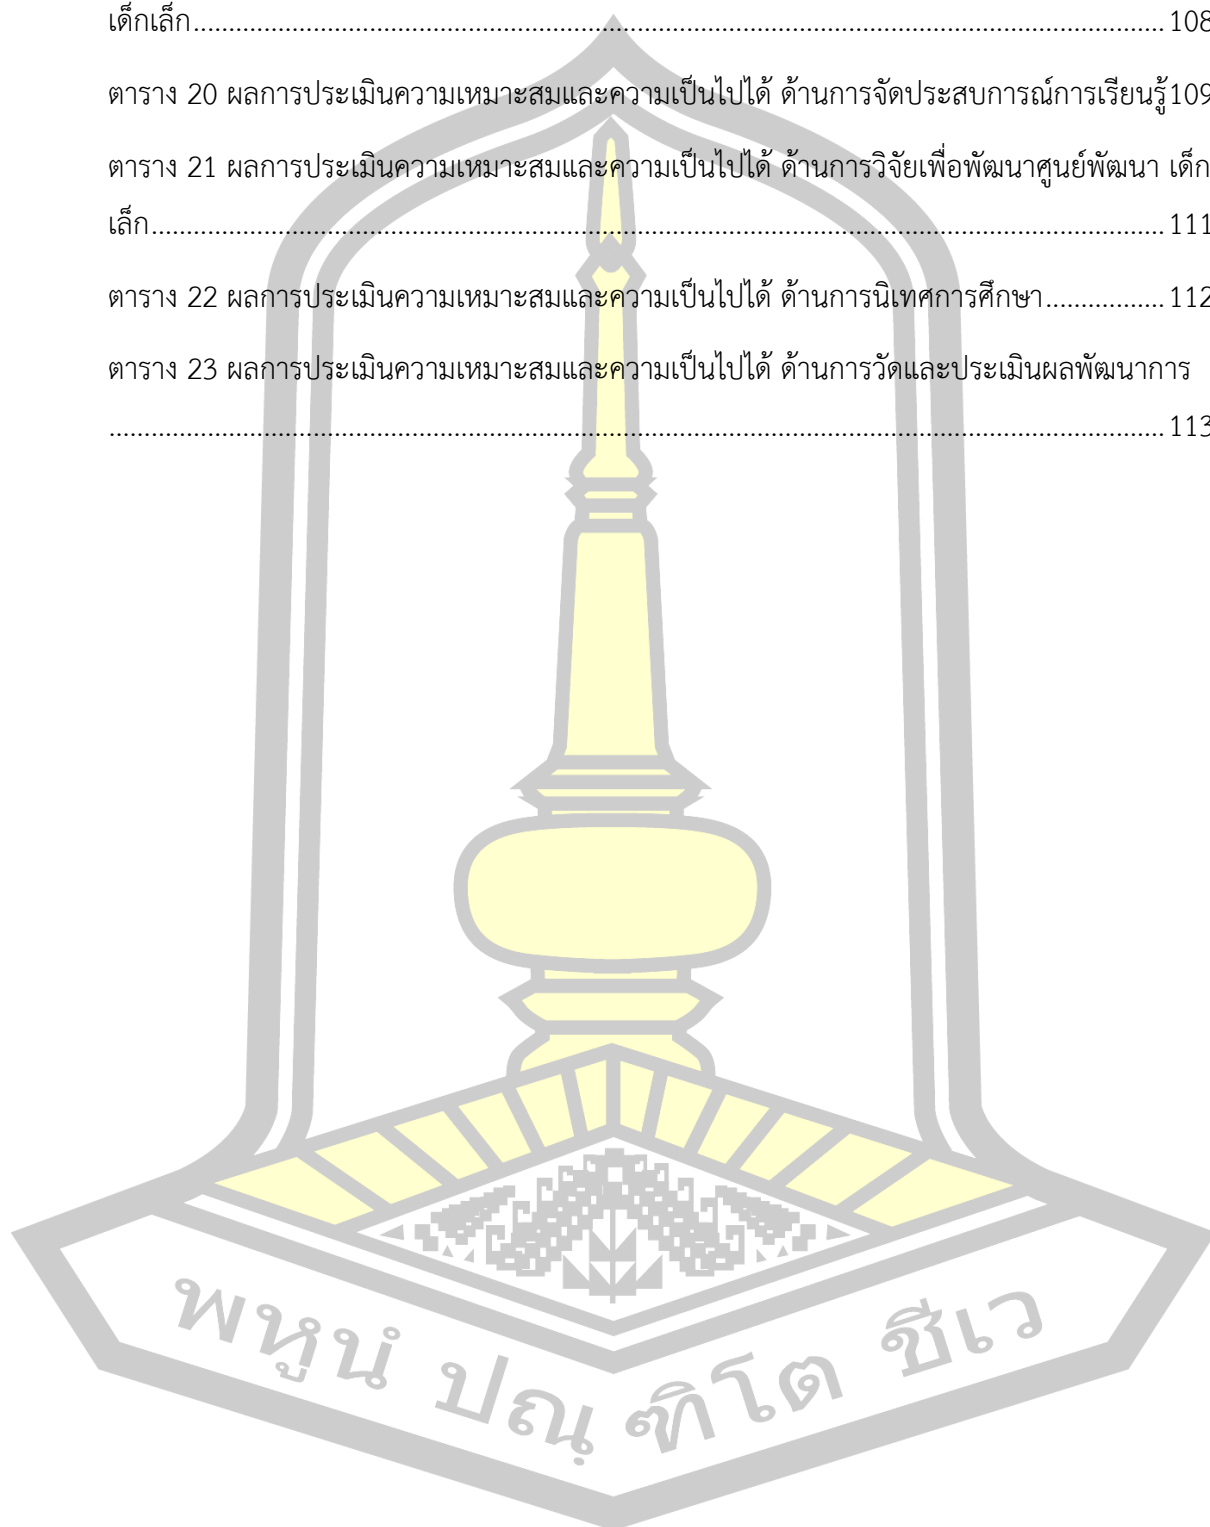 เด็กเล็ก.......................................................................................................................................... 108
ตาราง 20 ผลการประเมินความเหมาะสมและความเป็นไปได้ ด้านการจัดประสบการณ์การเรียนรู้109
ตาราง 21 ผลการประเมินความเหมาะสมและความเป็นไปได้ ด้านการวิจัยเพื่อพัฒนาศูนย์พัฒนา เด็ก
เล็ก................................................................................................................................................ 111
ตาราง 22 ผลการประเมินความเหมาะสมและความเป็นไปได้ ด้านการนิเทศการศึกษา................. 112
ตาราง 23 ผลการประเมินความเหมาะสมและความเป็นไปได้ ด้านการวัดและประเมินผลพัฒนาการ
...................................................................................................................................................... 113
พหูนํ ปณฺฑิโต ชีเว